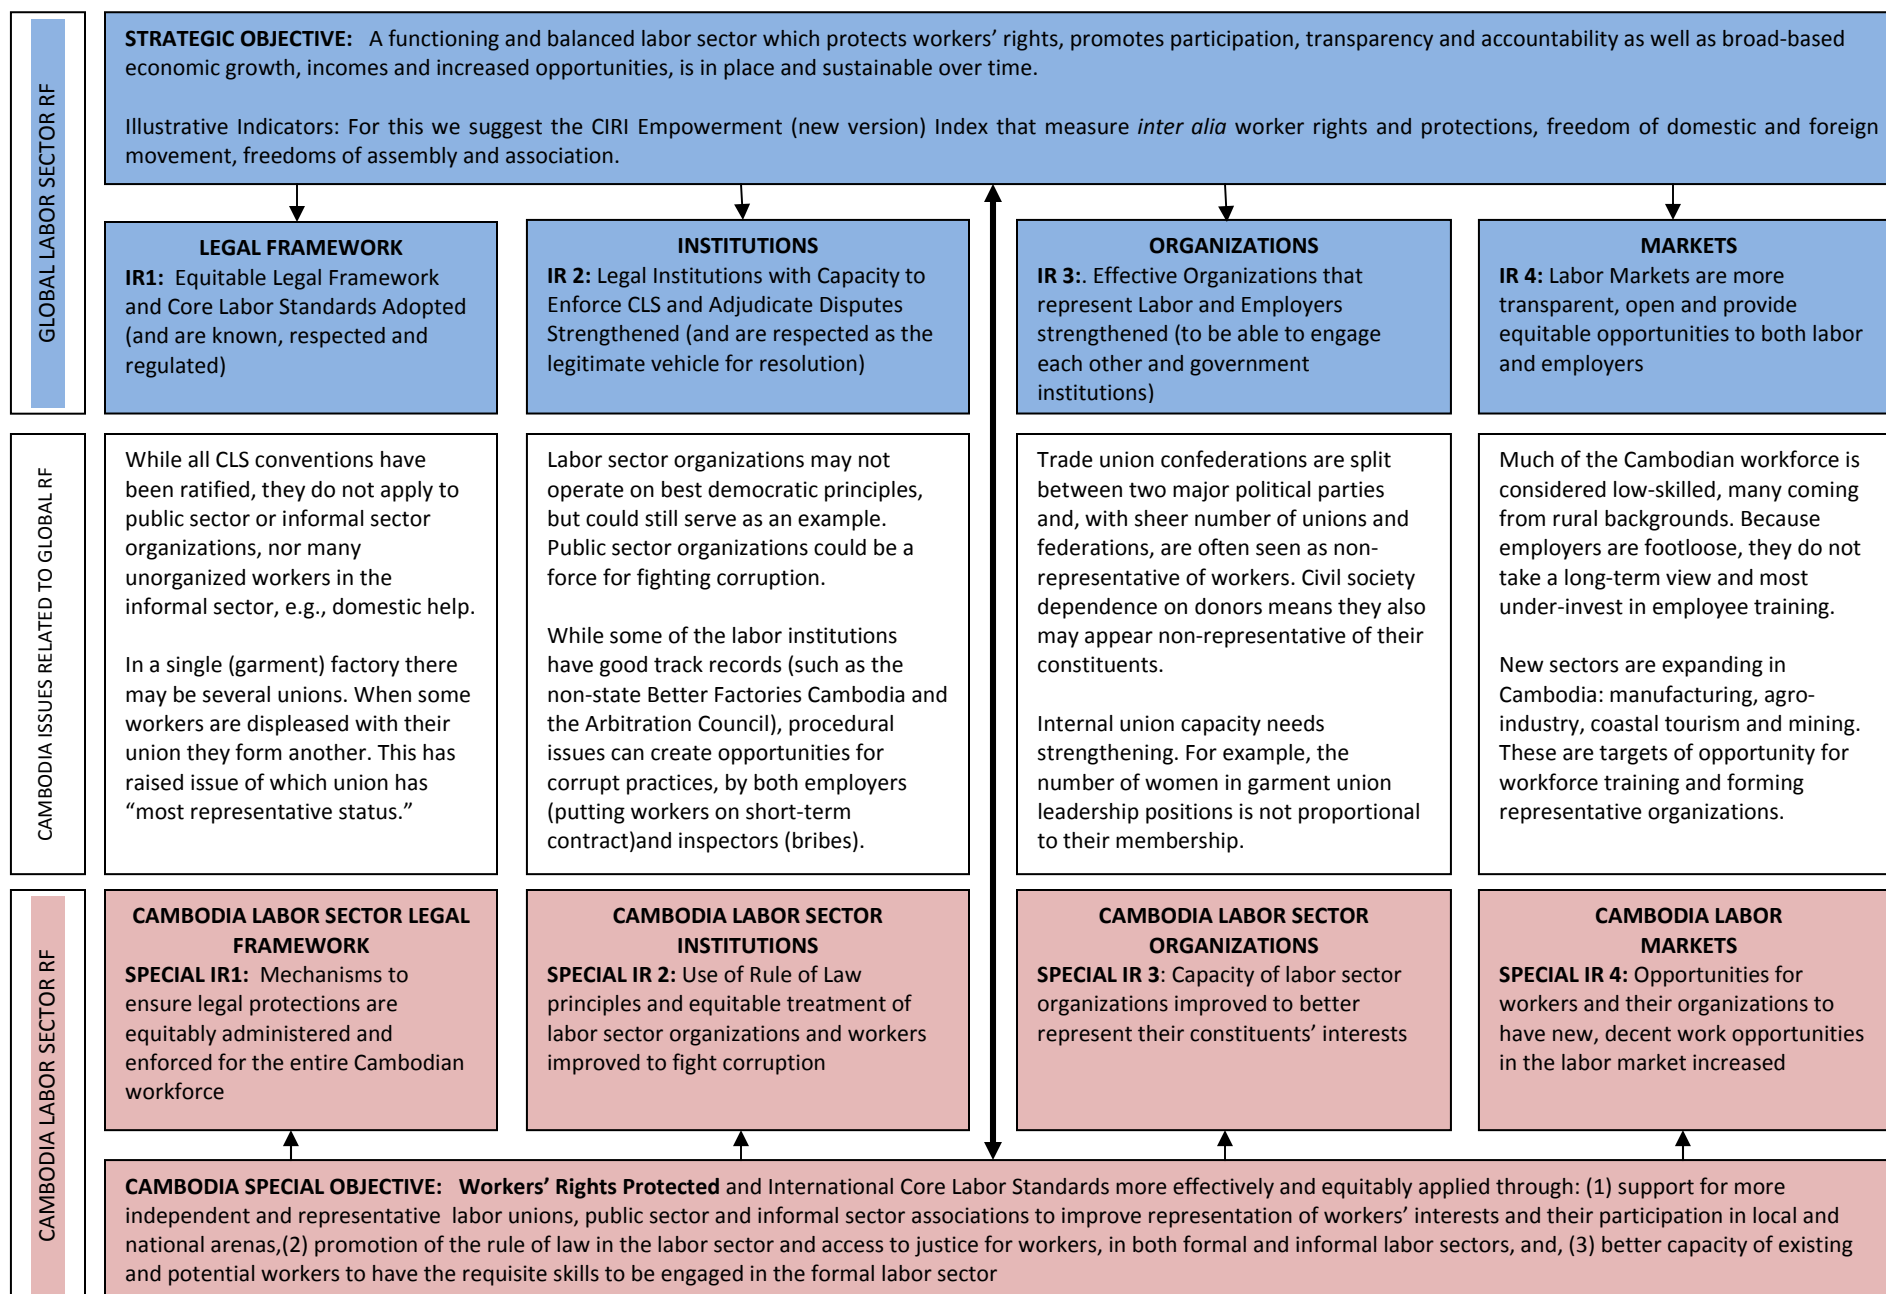 GLOBAL LABOR SECTOR RF
STRATEGIC OBJECTIVE: A functioning and balanced labor sector which protects workers’ rights, promotes participation, transparency and accountability as well as broad-based
economic growth, incomes and increased opportunities, is in place and sustainable over time.
Illustrative Indicators: For this we suggest the CIRI Empowerment (new version) Index that measure inter alia worker rights and protections, freedom of domestic and foreign
movement, freedoms of assembly and association.
LEGAL FRAMEWORK
IR1: Equitable Legal Framework
and Core Labor Standards Adopted
(and are known, respected and
regulated)
INSTITUTIONS
IR 2: Legal Institutions with Capacity to
Enforce CLS and Adjudicate Disputes
Strengthened (and are respected as the
legitimate vehicle for resolution)
ORGANIZATIONS
IR 3:. Effective Organizations that
represent Labor and Employers
strengthened (to be able to engage
each other and government
institutions)
MARKETS
IR 4: Labor Markets are more
transparent, open and provide
equitable opportunities to both labor
and employers
CAMBODIA ISSUES RELATED TO GLOBAL RF
While all CLS conventions have
been ratified, they do not apply to
public sector or informal sector
organizations, nor many
unorganized workers in the
informal sector, e.g., domestic help.
In a single (garment) factory there
may be several unions. When some
workers are displeased with their
union they form another. This has
raised issue of which union has
“most representative status.”
Labor sector organizations may not
operate on best democratic principles,
but could still serve as an example.
Public sector organizations could be a
force for fighting corruption.
While some of the labor institutions
have good track records (such as the
non-state Better Factories Cambodia and
the Arbitration Council), procedural
issues can create opportunities for
corrupt practices, by both employers
(putting workers on short-term
contract)and inspectors (bribes).
Trade union confederations are split
between two major political parties
and, with sheer number of unions and
federations, are often seen as non-
representative of workers. Civil society
dependence on donors means they also
may appear non-representative of their
constituents.
Internal union capacity needs
strengthening. For example, the
number of women in garment union
leadership positions is not proportional
to their membership.
Much of the Cambodian workforce is
considered low-skilled, many coming
from rural backgrounds. Because
employers are footloose, they do not
take a long-term view and most
under-invest in employee training.
New sectors are expanding in
Cambodia: manufacturing, agro-
industry, coastal tourism and mining.
These are targets of opportunity for
workforce training and forming
representative organizations.
CAMBODIA LABOR SECTOR RF
CAMBODIA LABOR SECTOR LEGAL
FRAMEWORK
SPECIAL IR1: Mechanisms to
ensure legal protections are
equitably administered and
enforced for the entire Cambodian
workforce
CAMBODIA LABOR SECTOR
INSTITUTIONS
SPECIAL IR 2: Use of Rule of Law
principles and equitable treatment of
labor sector organizations and workers
improved to fight corruption
CAMBODIA LABOR SECTOR
ORGANIZATIONS
SPECIAL IR 3: Capacity of labor sector
organizations improved to better
represent their constituents’ interests
CAMBODIA LABOR
MARKETS
SPECIAL IR 4: Opportunities for
workers and their organizations to
have new, decent work opportunities
in the labor market increased
CAMBODIA SPECIAL OBJECTIVE: Workers’ Rights Protected and International Core Labor Standards more effectively and equitably applied through: (1) support for more
independent and representative labor unions, public sector and informal sector associations to improve representation of workers’ interests and their participation in local and
national arenas,(2) promotion of the rule of law in the labor sector and access to justice for workers, in both formal and informal labor sectors, and, (3) better capacity of existing
and potential workers to have the requisite skills to be engaged in the formal labor sector